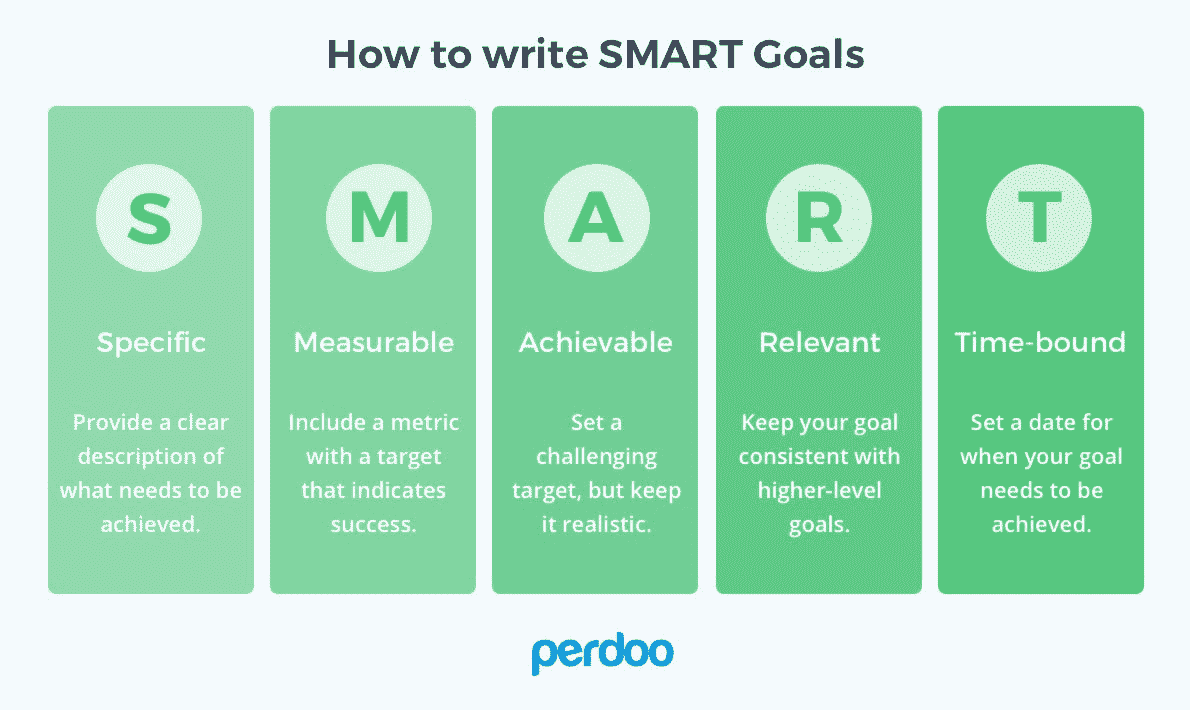 How to write SMART Goals
S
Specific
Provide a clear
description of
what needs to be
achieved.
M
Measurable
Include a metric
with a target
that indicates
success.
A
Achievable
Set a
challenging
target, but keep
it realistic.
R
Relevant
Keep your goal
consistent with
higher-level
goals.
T
Time-bound
Set a date for
when your goal
needs to be
achieved.
perdoo